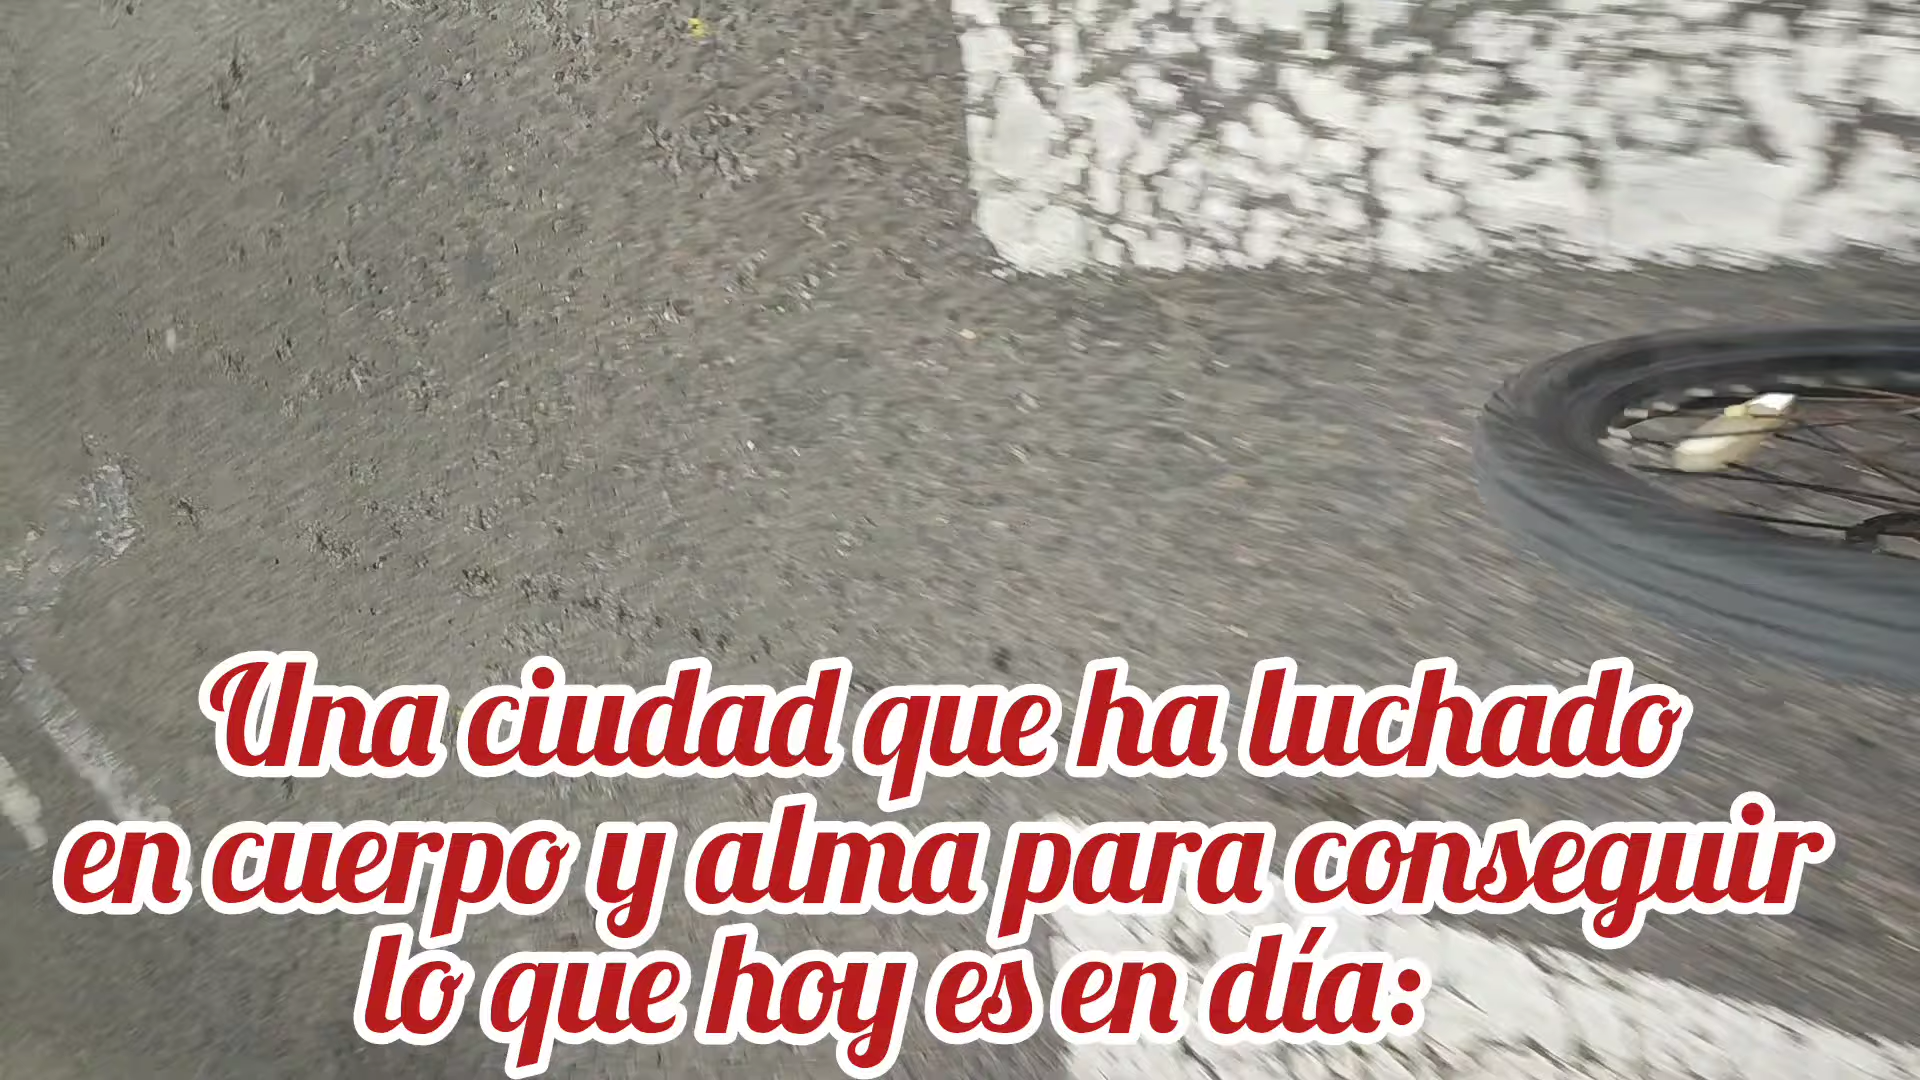 Una ciudad que ha luchado
en cuerpo y alma para conseguir
lo que hoy es en día: